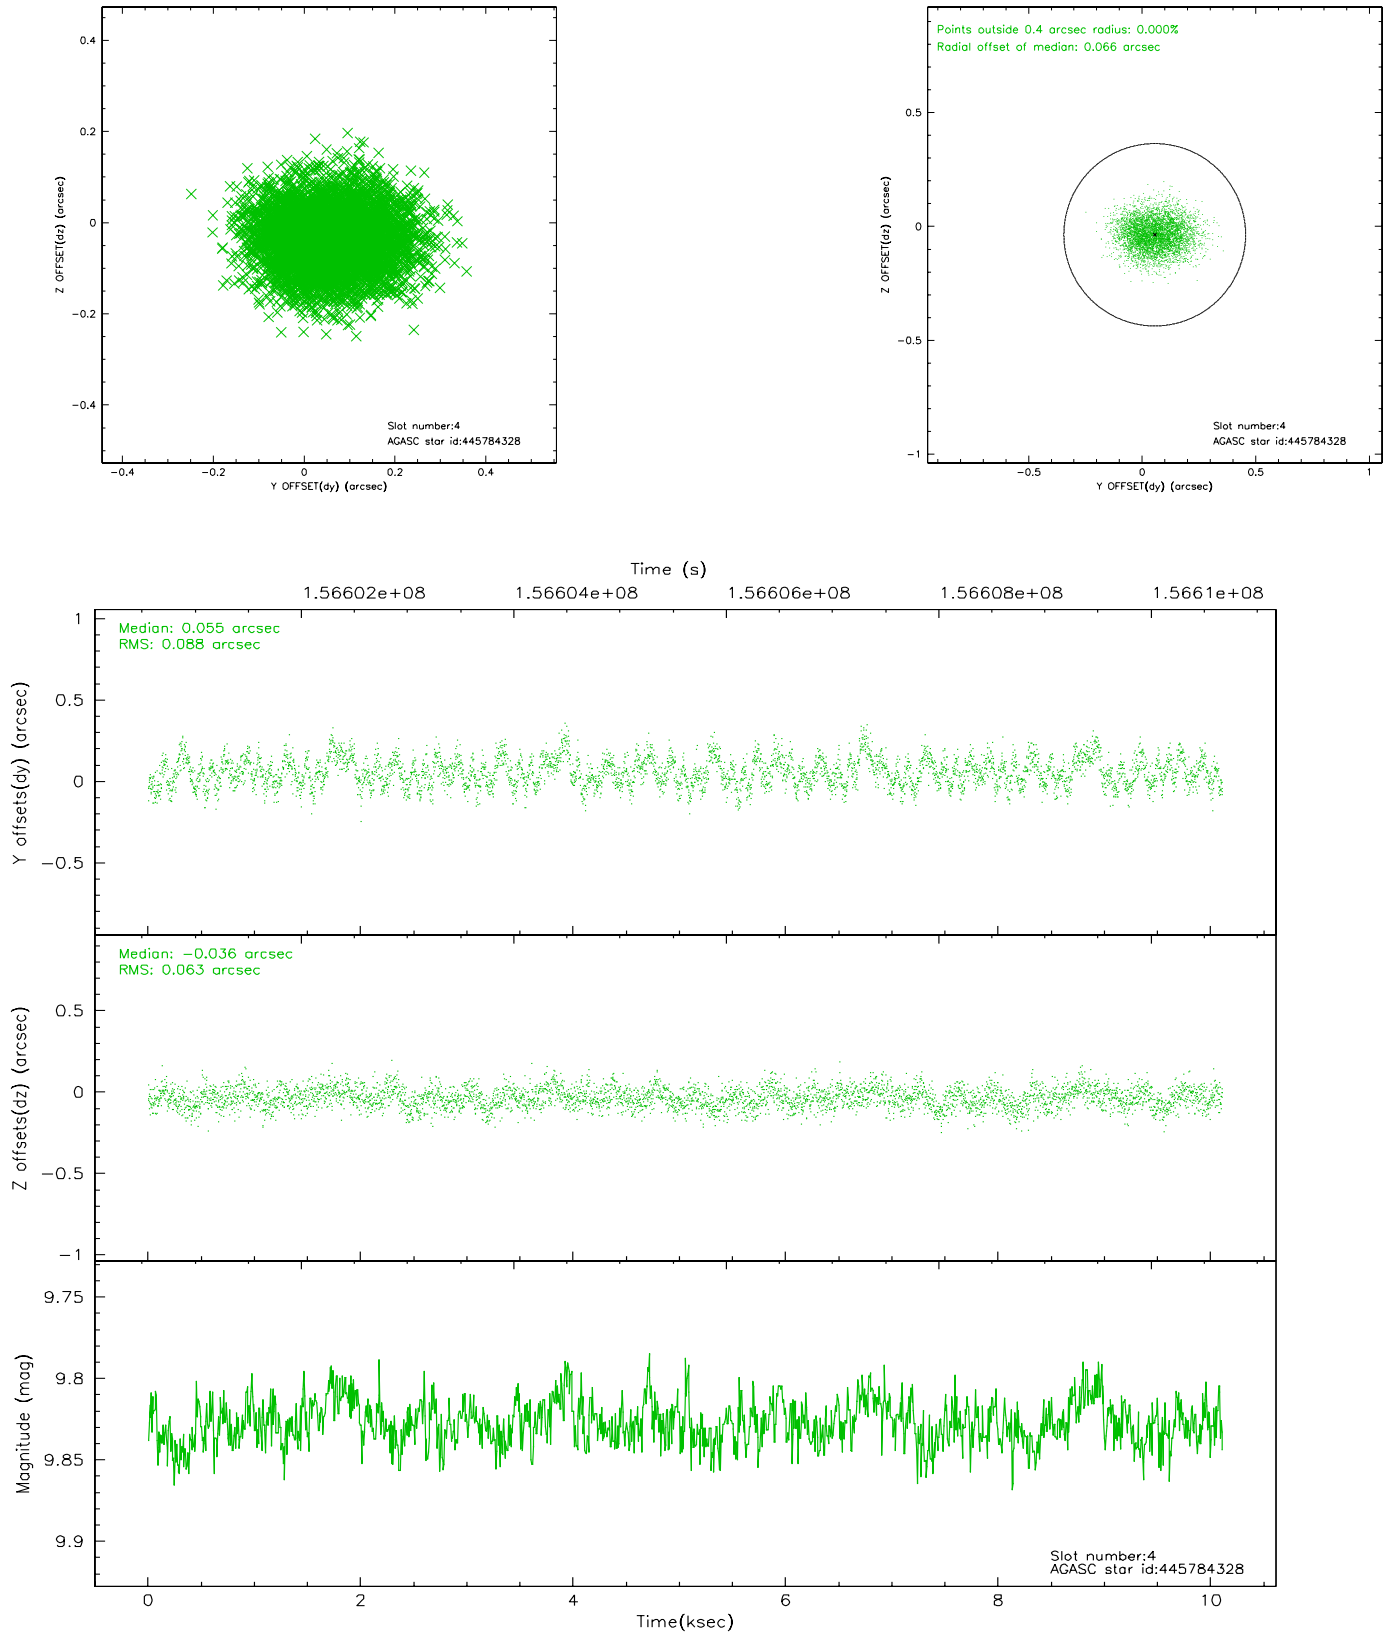 0.4
0.2
0
−0.2
−0.4
Z OFFSET(dz) (arcsec)
Slot number:4
AGASC star id:445784328
−0.4 −0.2 0 0.2 0.4
Y OFFSET(dy) (arcsec)
Points outside 0.4 arcsec radius: 0.000%
Radial offset of median: 0.066 arcsec
0.5
0
−0.5
−1
Z OFFSET(dz) (arcsec)
Slot number:4
AGASC star id:445784328
−0.5 0 0.5 1
Y OFFSET(dy) (arcsec)
Time (s)
1.56602e+08 1.56604e+08 1.56606e+08 1.56608e+08 1.5661e+08
Median: 0.055 arcsec
RMS: 0.088 arcsec
1
0.5
0
−0.5
Y offsets(dy) (arcsec)
Median: −0.036 arcsec
RMS: 0.063 arcsec
0.5
0
−0.5
−1
Z offsets(dz) (arcsec)
9.75
9.8
9.85
9.9
Magnitude (mag)
Slot number:4
AGASC star id:445784328
0 2 4 6 8 10
Time(ksec)